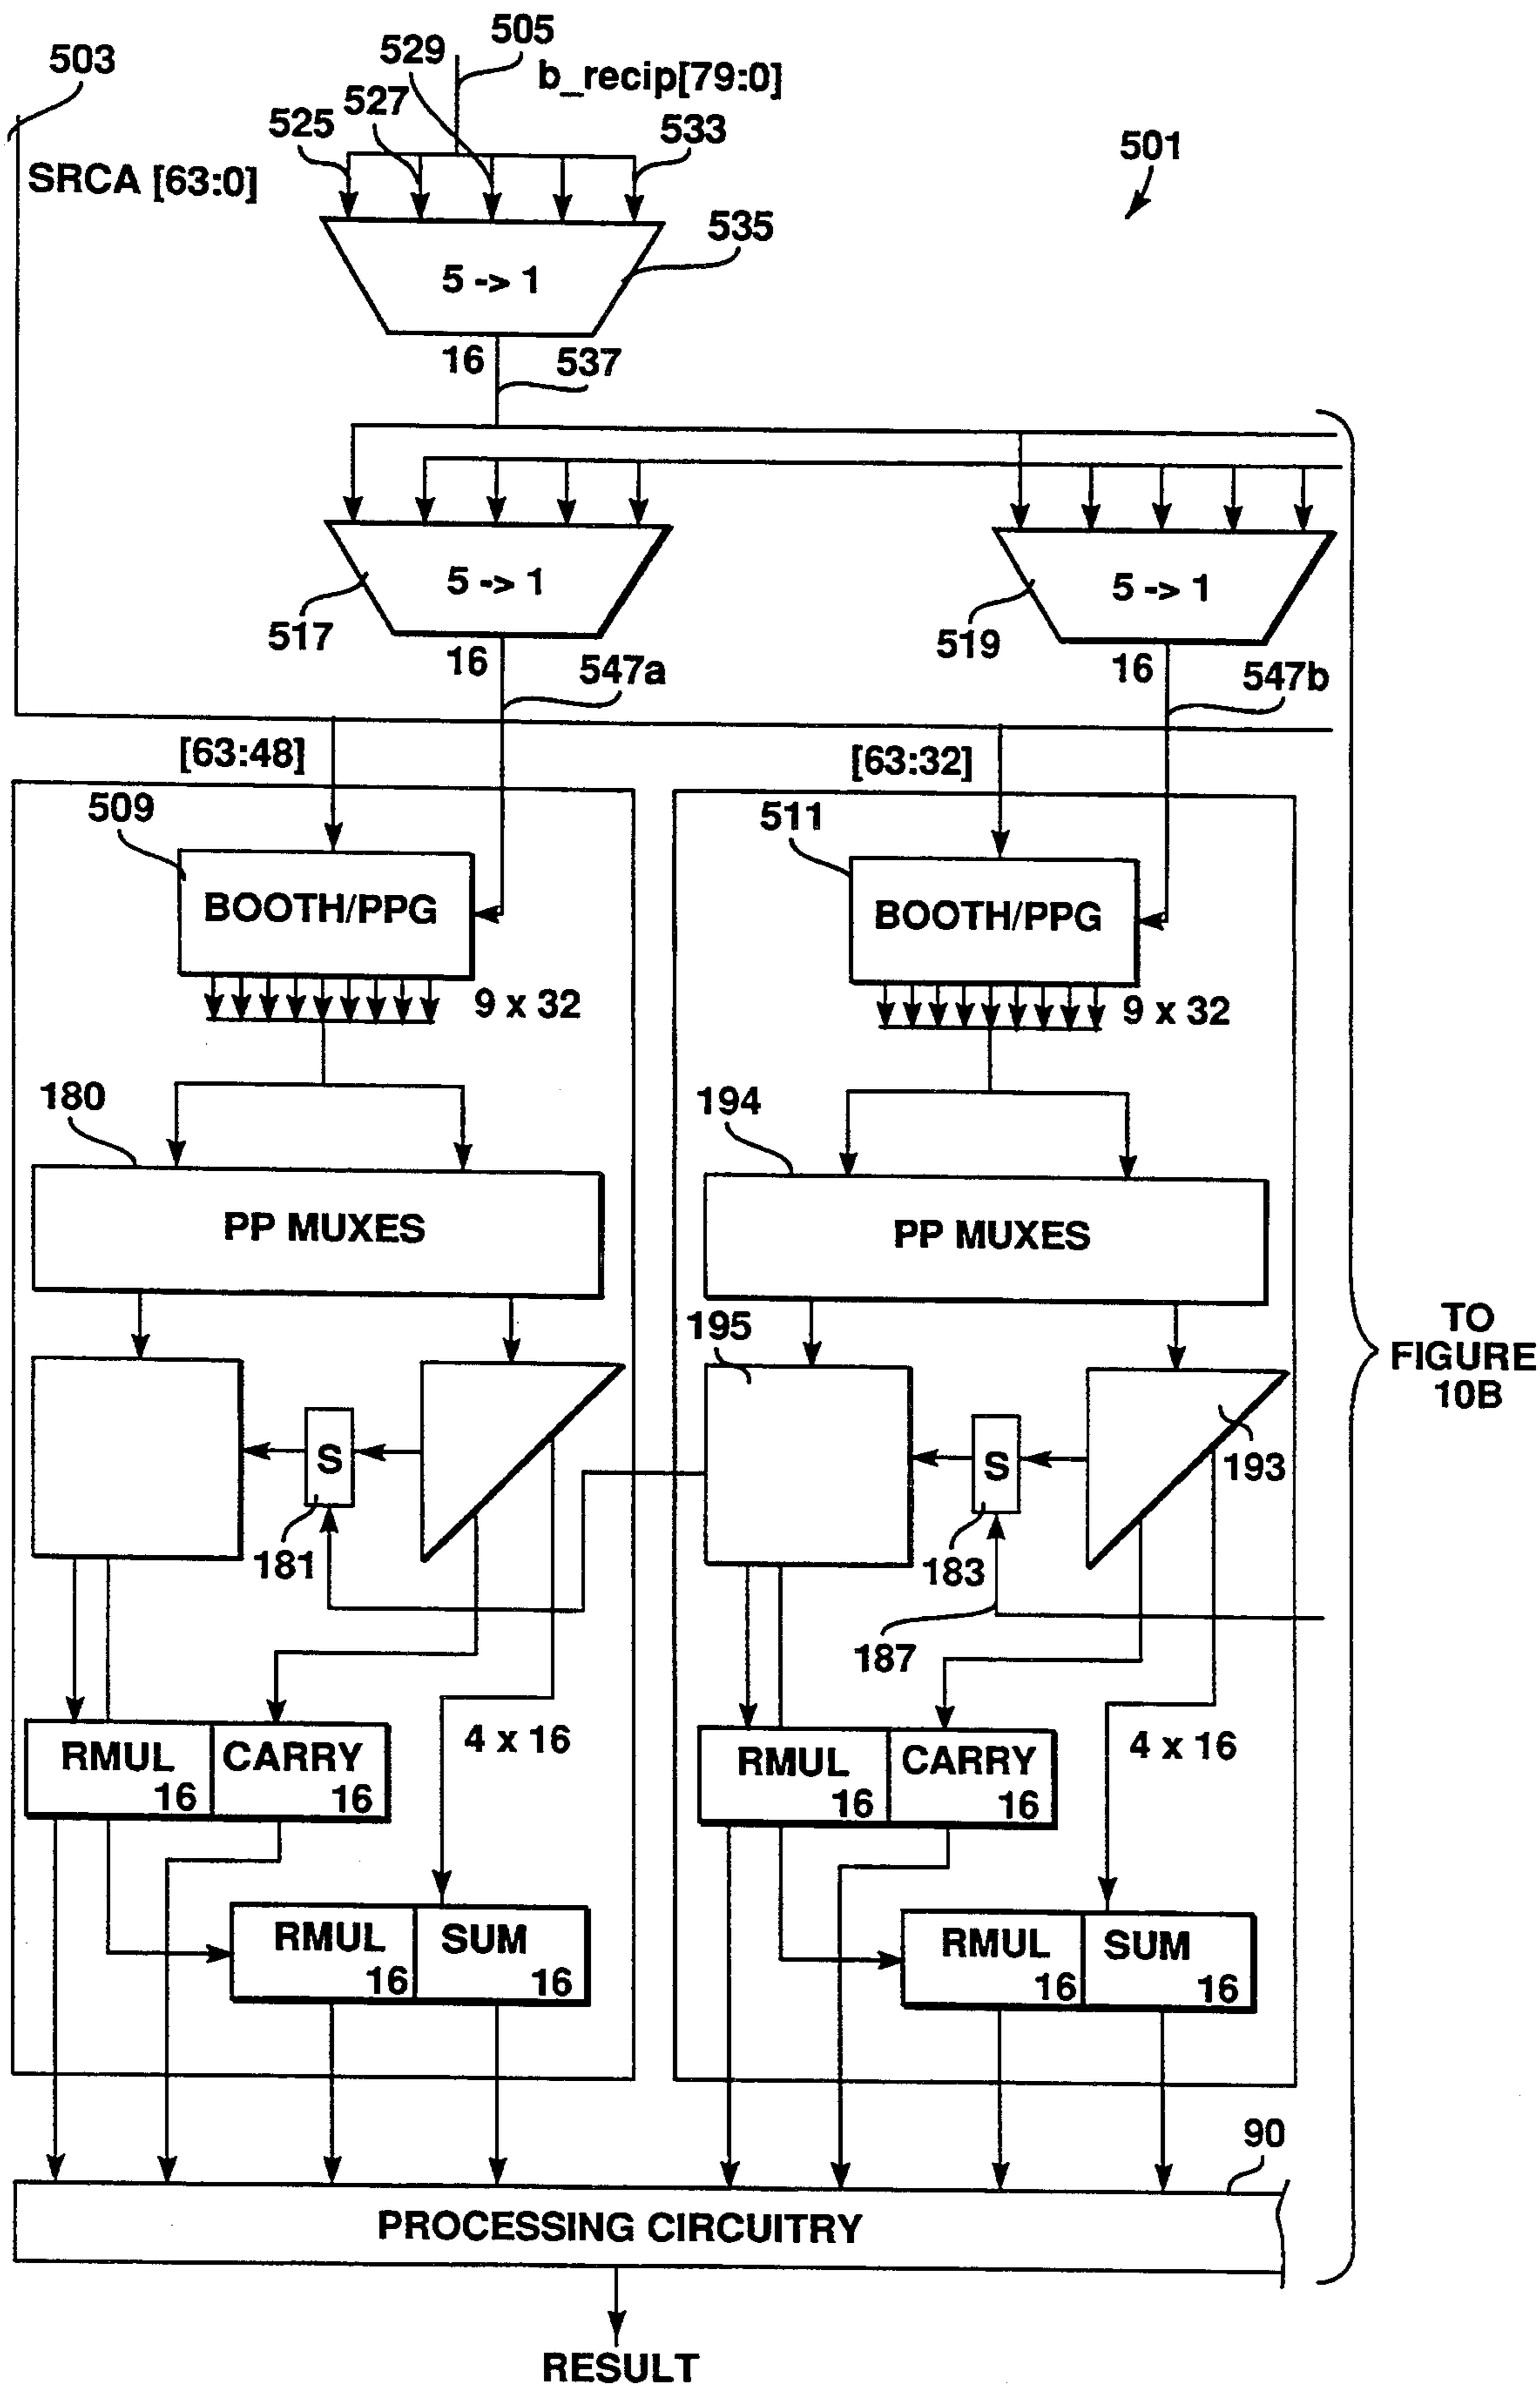 505
503
529
b_recip[79:0]
527
525
533
501
SRCA [63:0]
535
5 -> 1
16
537
5 -> 1
5 -> 1
517
519
16
547a
16
547b
[63:48]
[63:32]
509
511
BOOTH/PPG
BOOTH/PPG
9 x 32
9 x 32
180
194
PP MUXES
PP MUXES
195
TO
FIGURE
10B
S
S
193
181
183
187
RMUL
16
CARRY
16
4 x 16
RMUL
16
CARRY
16
4 x 16
RMUL
16
SUM
16
RMUL
16
SUM
16
90
PROCESSING CIRCUITRY
RESULT